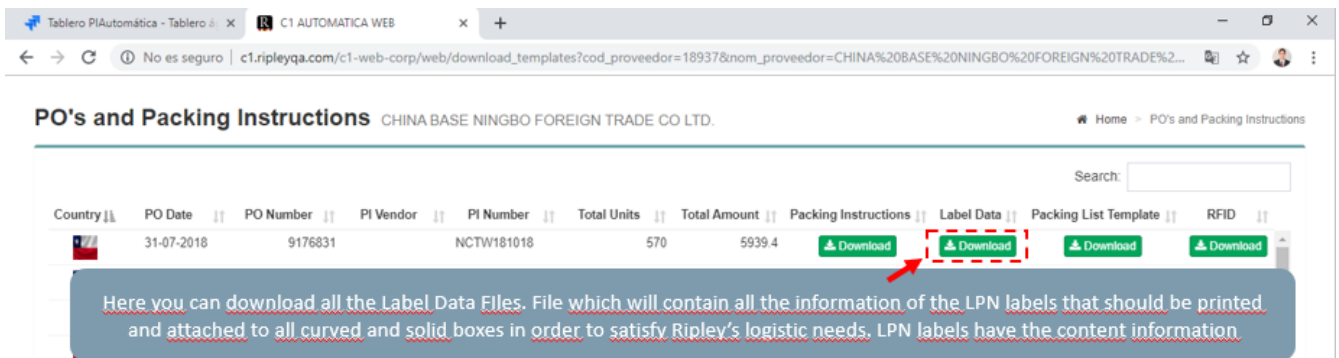 Tablero PIAutomática - Tablero á
C1 AUTOMATICA WEB
No es seguro | c1.ripleyqa.com/c1-web-corp/web/download_templates?cod_proveedor=18937&nom_proveedor=CHINA%20BASE%20NINGBO%20FOREIGN%20TRADE%2...
PO's and Packing Instructions CHINA BASE NINGBO FOREIGN TRADE CO LTD.
Home > PO's and Packing Instructions
Search:
Country PO Date PO Number PI Vendor PI Number Total Units Total Amount Packing Instructions Label Data Packing List Template RFID
31-07-2018 9176831 NCTW181018 570 5939.4 Download Download Download Download
Here you can download all the Label Data FIles. File which will contain all the information of the LPN labels that should be printed
and attached to all curved and solid boxes in order to satisfy Ripley's logistic needs. LPN labels have the content information